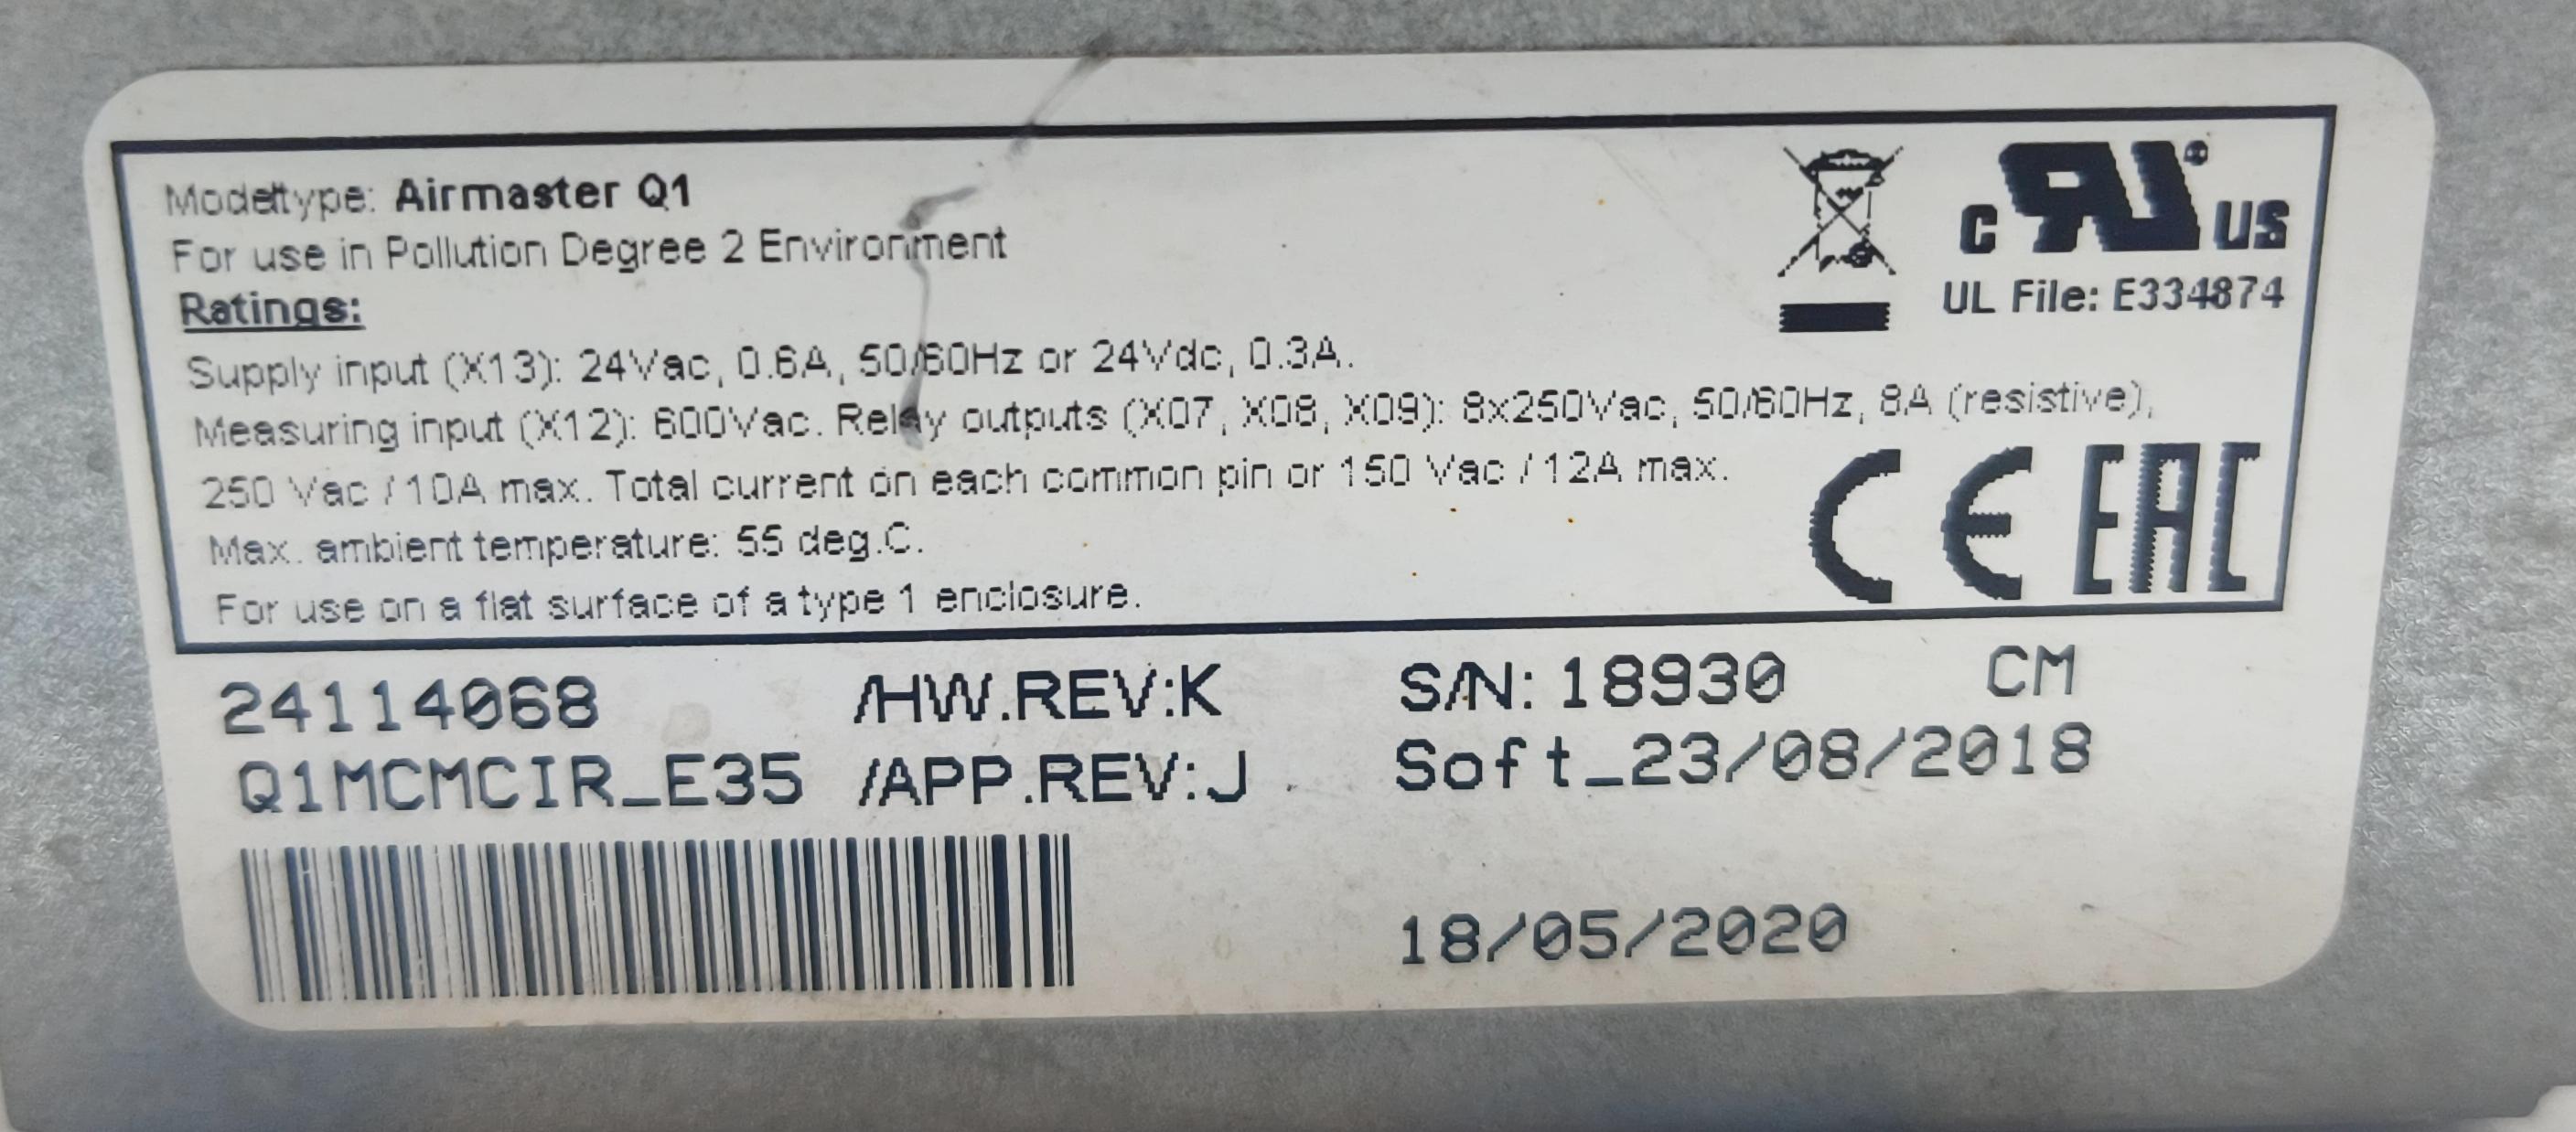 Model/type: Airmaster Q1
For use in Pollution Degree 2 Environment
Ratings:
Supply input (X13): 24Vac, 0.6A, 50/60Hz or 24Vdc, 0.3A.
Measuring input (X12): 600Vac. Relay outputs (X07, X08, X09): 8x250Vac, 50/60Hz, 8A (resistive),
250 Vac / 10A max. Total current on each common pin or 150 Vac / 12A max.
Max. ambient temperature: 55 deg.C.
For use on a flat surface of a type 1 enclosure.
c RU ® US
UL File: E334874
CE EAC
24114068 /HW.REV:K S/N: 18930 CM
Q1MCMCIR_E35 /APP.REV:J Soft_23/08/2018
18/05/2020